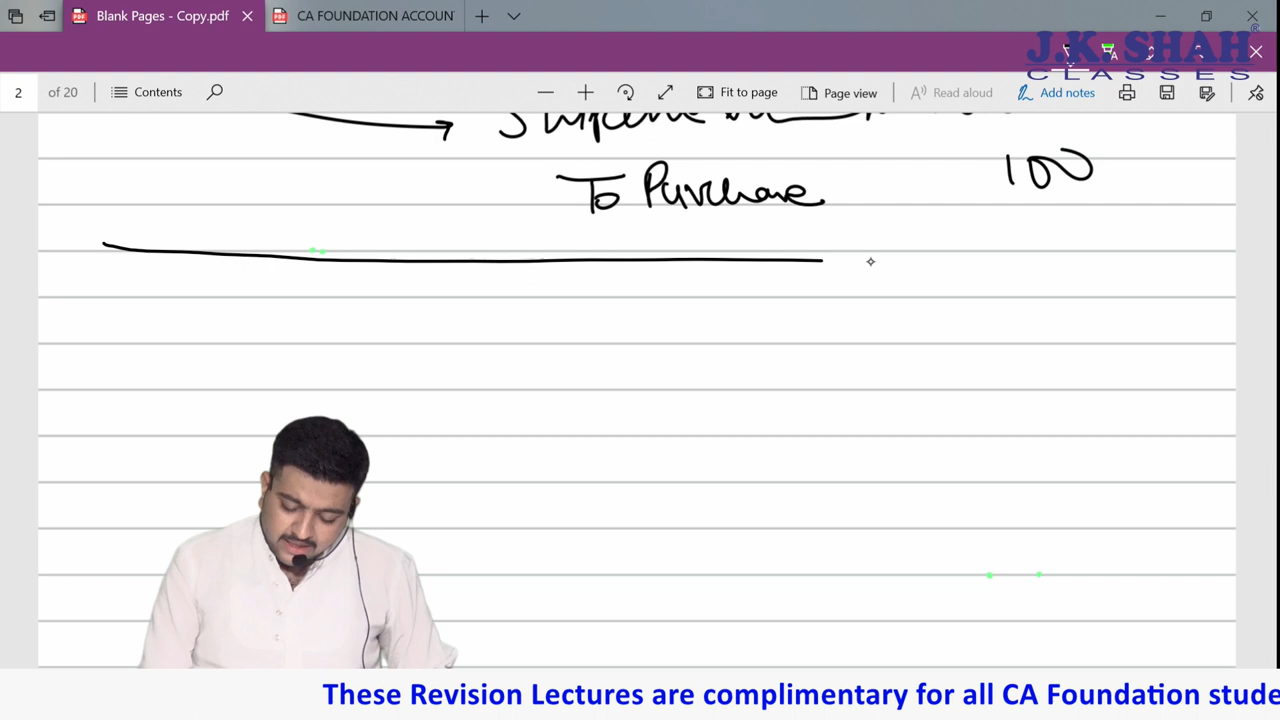 Blank Pages - Copy.pdf
CA FOUNDATION ACCOUNT
J.K. SHAH®
CLASSES
2 of 20
Contents
Fit to page
Page view
Read aloud
Add notes
To Purchase 100
These Revision Lectures are complimentary for all CA Foundation stude